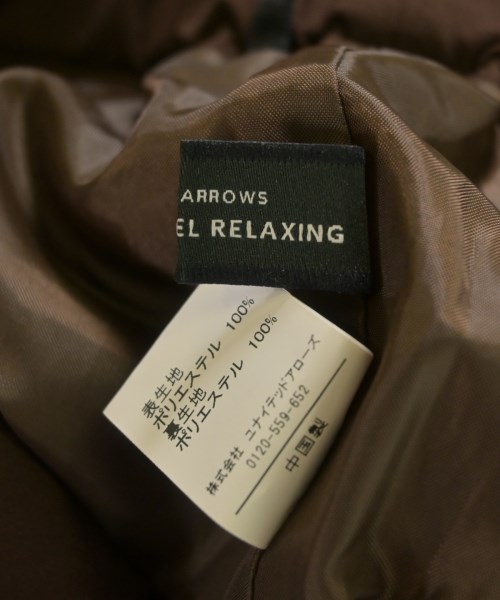 ARROWS
EL RELAXING
表生地
ポリエステル 100%
裏生地
ポリエステル 100%
株式会社 ユナイテッドアローズ
0120-559-652
中国製